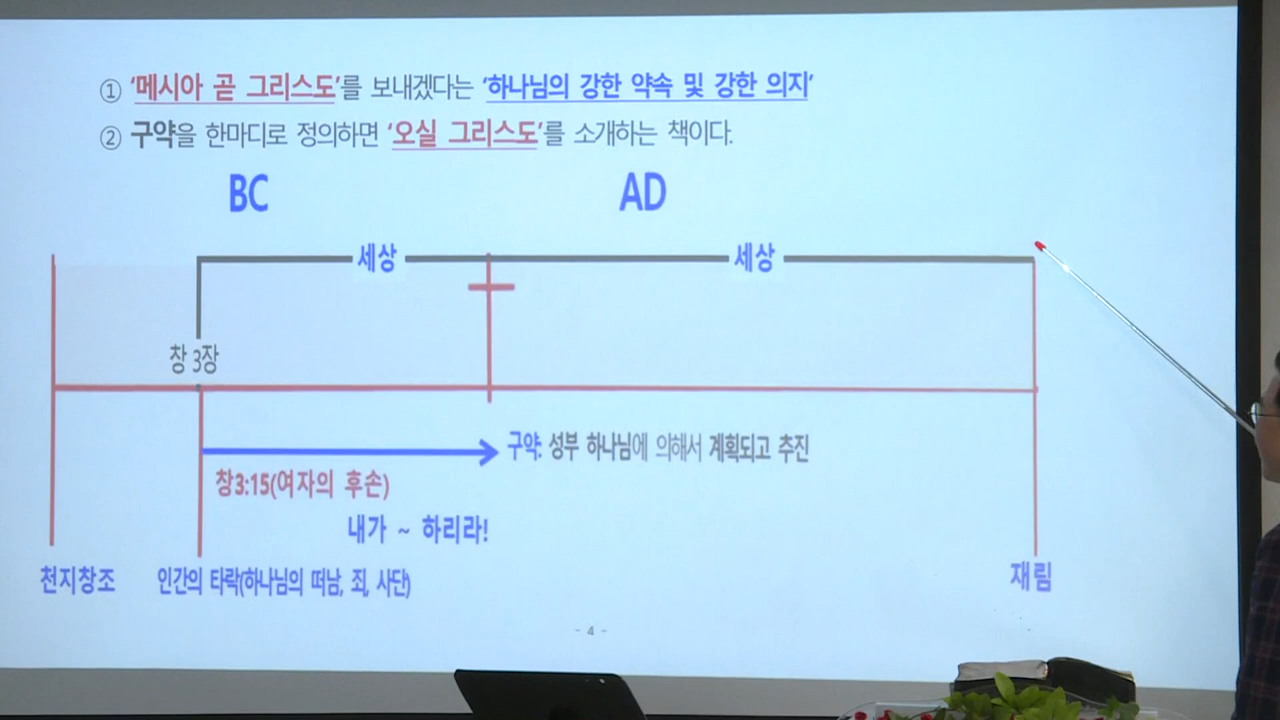 ① ‘메시아 곧 그리스도’를 보내겠다는 ‘하나님의 강한 약속 및 강한 의지’
② 구약을 한마디로 정의하면 ‘오실 그리스도’를 소개하는 책이다.
BC AD
세상 세상
창 3장
구약: 성부 하나님에 의해서 계획되고 추진
창3:15(여자의 후손)
내가 ~ 하리라!
천지창조 인간의 타락(하나님의 떠남, 죄, 사단) 재림
- 4 -